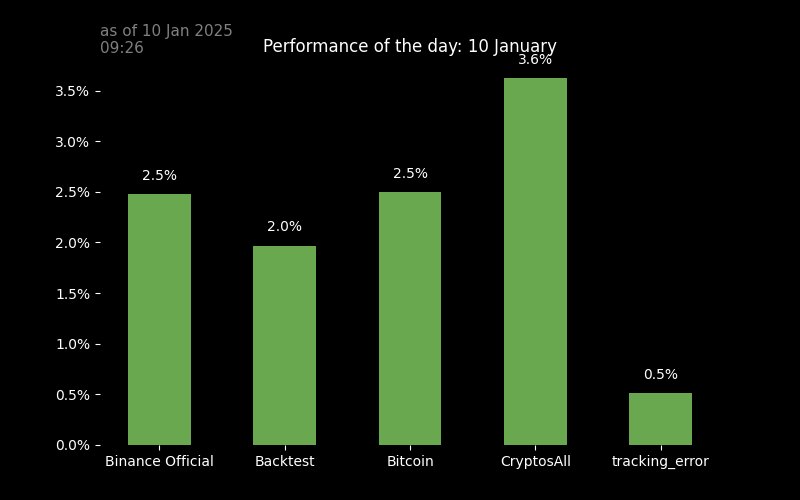 as of 10 Jan 2025
09:26
Performance of the day: 10 January
3.6%
3.5%
3.0%
2.5%
2.0%
1.5%
1.0%
0.5%
0.0%
2.5%
2.0%
2.5%
0.5%
Binance Official
Backtest
Bitcoin
CryptosAll
tracking_error